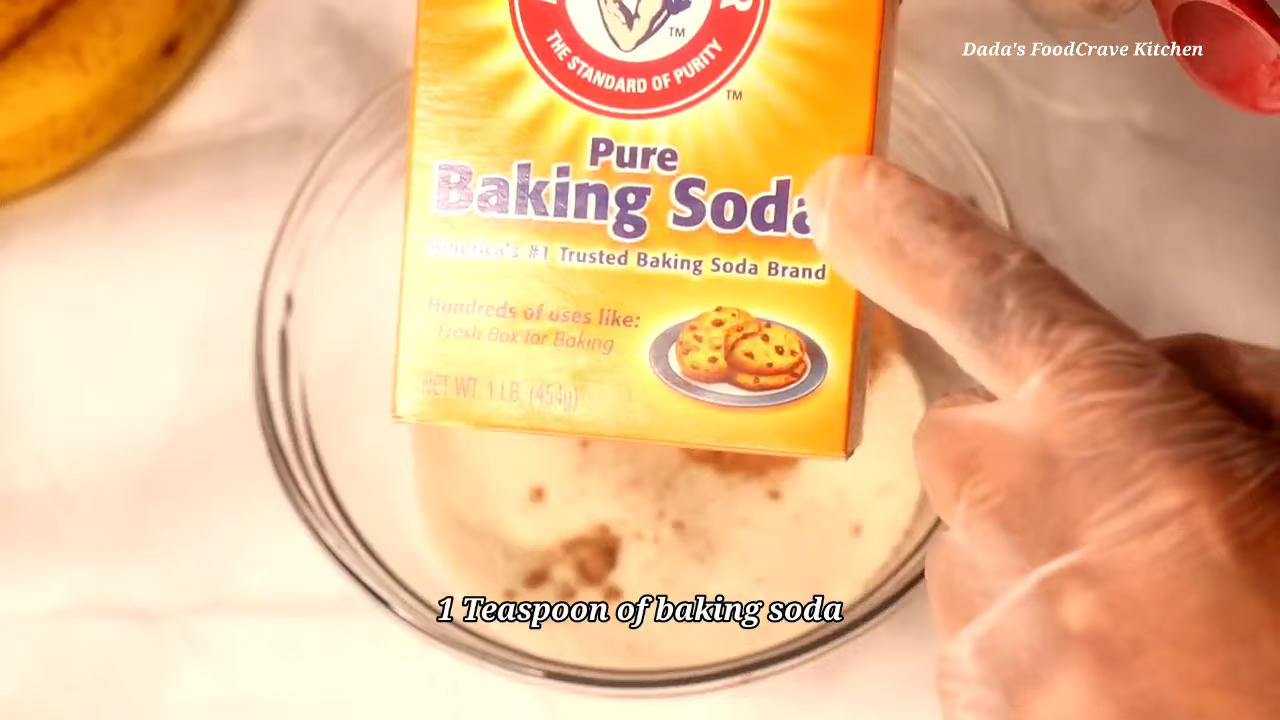 Dada's FoodCrave Kitchen
THE STANDARD OF PURITY
TM
TM
Pure
Baking Soda
America's #1 Trusted Baking Soda Brand
Hundreds of uses like:
Fresh Box for Baking
NET WT. 1 LB. (454g)
1 Teaspoon of baking soda